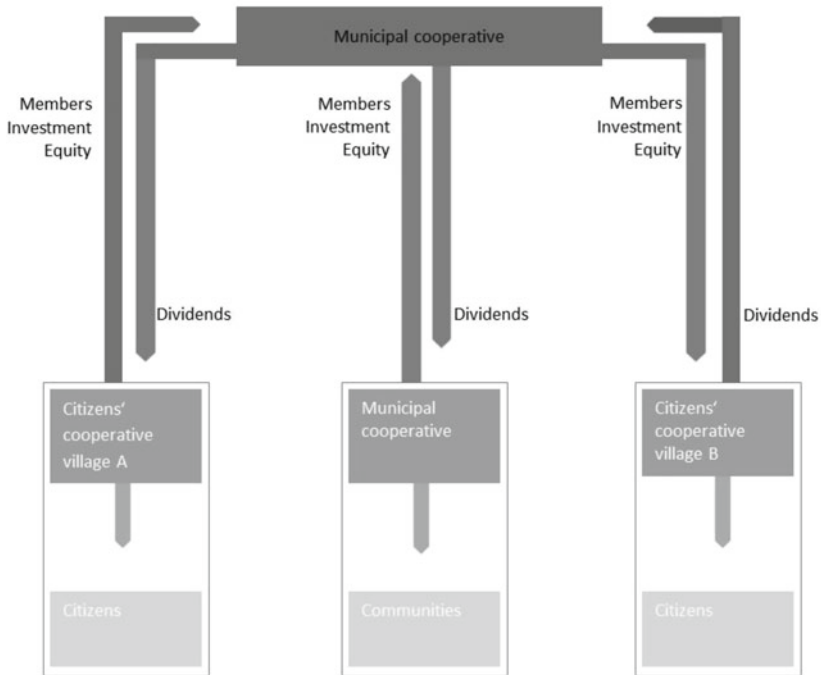 Municipal cooperative
Members
Investment
Equity
Members
Investment
Equity
Members
Investment
Equity
Dividends
Dividends
Dividends
Citizens‘
cooperative
village A
Municipal
cooperative
Citizens‘
cooperative
village B
Citizens
Communities
Citizens